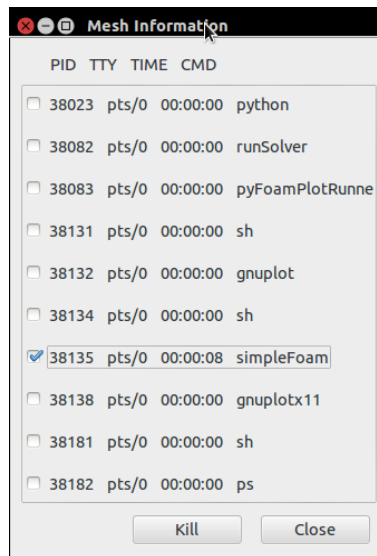 Mesh Information
PID TTY TIME CMD
38023 pts/0 00:00:00 python
38082 pts/0 00:00:00 runSolver
38083 pts/0 00:00:00 pyFoamPlotRunne
38131 pts/0 00:00:00 sh
38132 pts/0 00:00:00 gnuplot
38134 pts/0 00:00:00 sh
38135 pts/0 00:00:08 simpleFoam
38138 pts/0 00:00:00 gnuplotx11
38181 pts/0 00:00:00 sh
38182 pts/0 00:00:00 ps
Kill Close